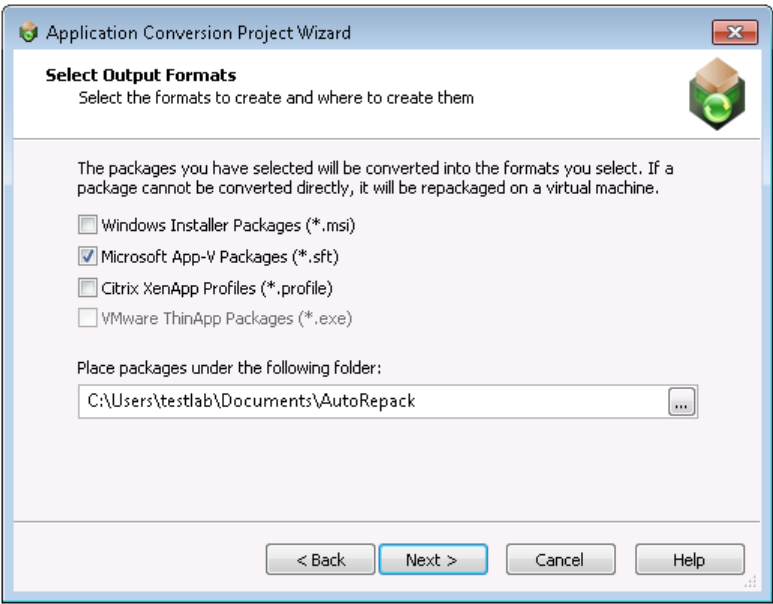 Application Conversion Project Wizard
Select Output Formats
Select the formats to create and where to create them
The packages you have selected will be converted into the formats you select. If a
package cannot be converted directly, it will be repackaged on a virtual machine.
Windows Installer Packages (*.msi)
Microsoft App-V Packages (*.sft)
Citrix XenApp Profiles (*.profile)
VMware ThinApp Packages (*.exe)
Place packages under the following folder:
C:\Users\testlab\Documents\AutoRepack
...
< Back
Next >
Cancel
Help